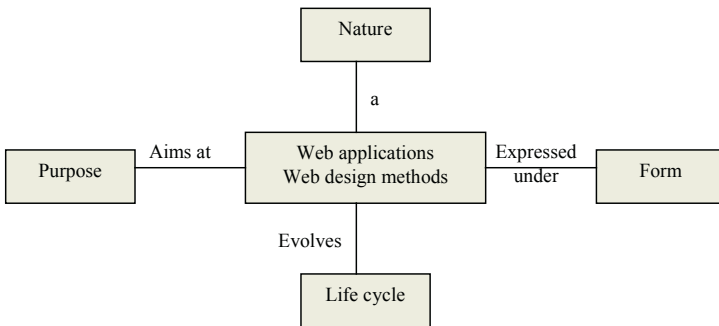 Nature
a
Purpose
Aims at
Web applications
Web design methods
Expressed
under
Form
Evolves
Life cycle